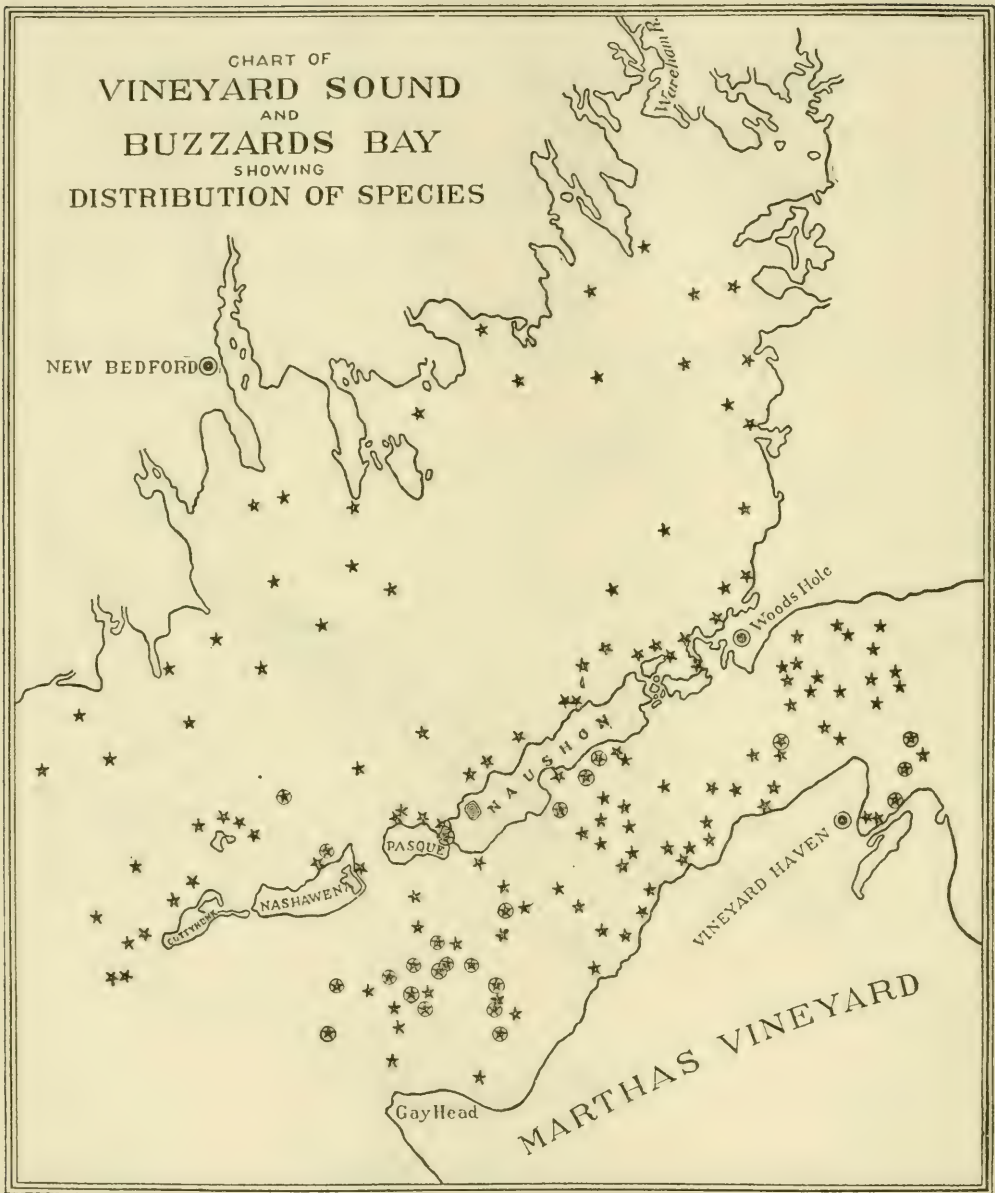 CHART OF
VINEYARD SOUND
AND
BUZZARDS BAY
SHOWING
DISTRIBUTION OF SPECIES
Wareham R.
NEW BEDFORD
Woods Hole
NAUSHON
PASQUE
NASHAWENA
CUTTYHUNK
VINEYARD HAVEN
MARTHAS VINEYARD
Gay Head